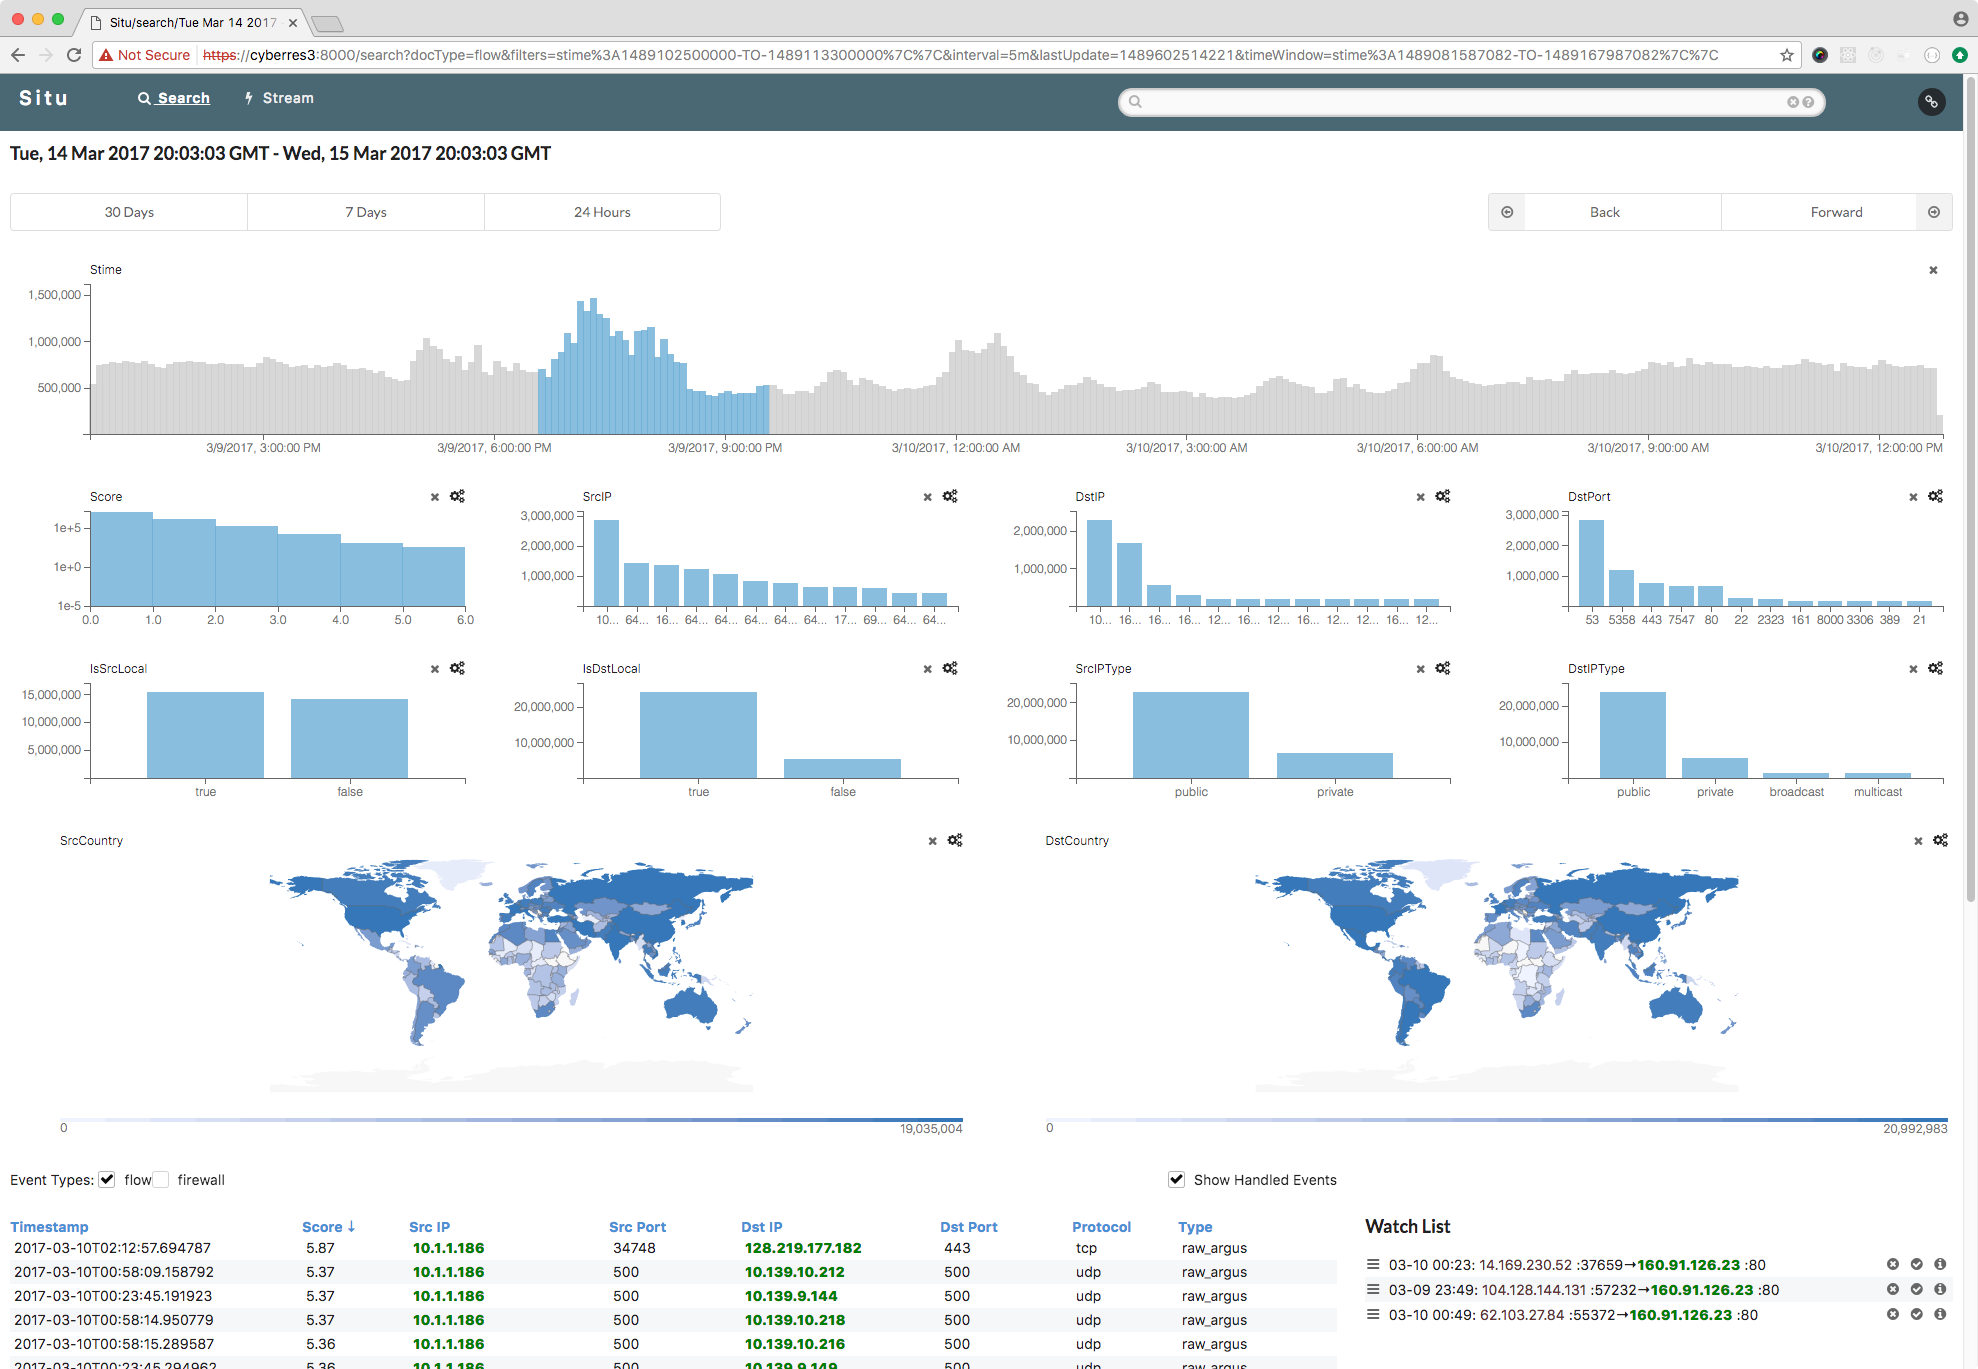 Situ/search/Tue Mar 14 2017
Not Secure https://cyberres3:8000/search?docType=flow&filters=stime%3A1489102500000-TO-1489113300000%7C%7C&interval=5m&lastUpdate=1489602514221&timeWindow=stime%3A1489081587082-TO-1489167987082%7C%7C
Situ Search Stream
Tue, 14 Mar 2017 20:03:03 GMT - Wed, 15 Mar 2017 20:03:03 GMT
30 Days 7 Days 24 Hours Back Forward
Stime
1,500,000
1,000,000
500,000
3/9/2017, 3:00:00 PM 3/9/2017, 6:00:00 PM 3/9/2017, 9:00:00 PM 3/10/2017, 12:00:00 AM 3/10/2017, 3:00:00 AM 3/10/2017, 6:00:00 AM 3/10/2017, 9:00:00 AM 3/10/2017, 12:00:00 PM
Score
1e+5
1e+0
1e-5
0.0 1.0 2.0 3.0 4.0 5.0 6.0
SrcIP
3,000,000
2,000,000
1,000,000
10... 64... 16... 64... 64... 64... 64... 64... 17... 69... 64... 64...
DstIP
2,000,000
1,000,000
10... 16... 16... 16... 12... 16... 12... 16... 12... 12... 16... 12...
DstPort
3,000,000
2,000,000
1,000,000
53 5358 443 7547 80 22 2323 161 8000 3306 389 21
IsSrcLocal
15,000,000
10,000,000
5,000,000
true false
IsDstLocal
20,000,000
10,000,000
true false
SrcIPType
20,000,000
10,000,000
public private
DstIPType
20,000,000
10,000,000
public private broadcast multicast
SrcCountry
0 19,035,004
DstCountry
0 20,992,983
Event Types: flow firewall Show Handled Events
Timestamp Score ↓ Src IP Src Port Dst IP Dst Port Protocol Type
2017-03-10T02:12:57.694787 5.87 10.1.1.186 34748 128.219.177.182 443 tcp raw_argus
2017-03-10T00:58:09.158792 5.37 10.1.1.186 500 10.139.10.212 500 udp raw_argus
2017-03-10T00:23:45.191923 5.37 10.1.1.186 500 10.139.9.144 500 udp raw_argus
2017-03-10T00:58:14.950779 5.37 10.1.1.186 500 10.139.10.218 500 udp raw_argus
2017-03-10T00:58:15.289587 5.36 10.1.1.186 500 10.139.10.216 500 udp raw_argus
2017-03-10T00:23:45.294962 5.36 10.1.1.186 500 10.139.9.149 500 udp raw_argus
Watch List
03-10 00:23: 14.169.230.52 :37659→160.91.126.23 :80
03-09 23:49: 104.128.144.131 :57232→160.91.126.23 :80
03-10 00:49: 62.103.27.84 :55372→160.91.126.23 :80